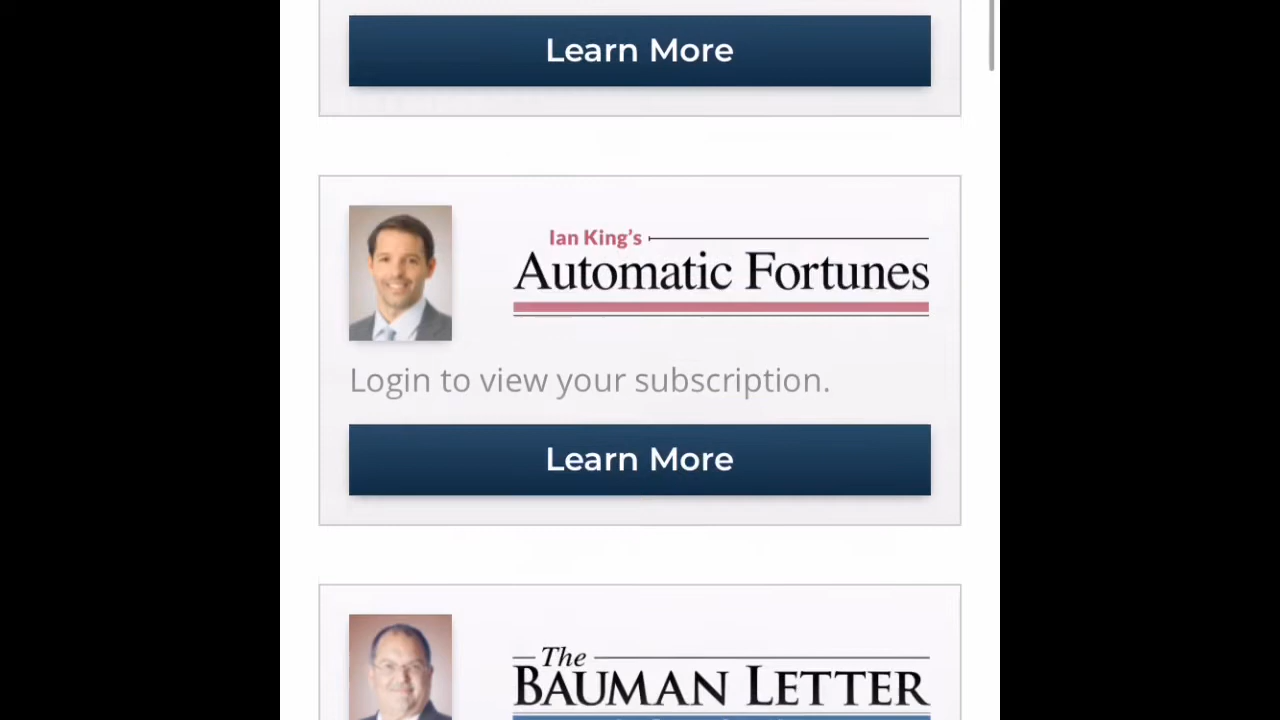 Learn More
Ian King's
Automatic Fortunes
Login to view your subscription.
Learn More
The
BAUMAN LETTER